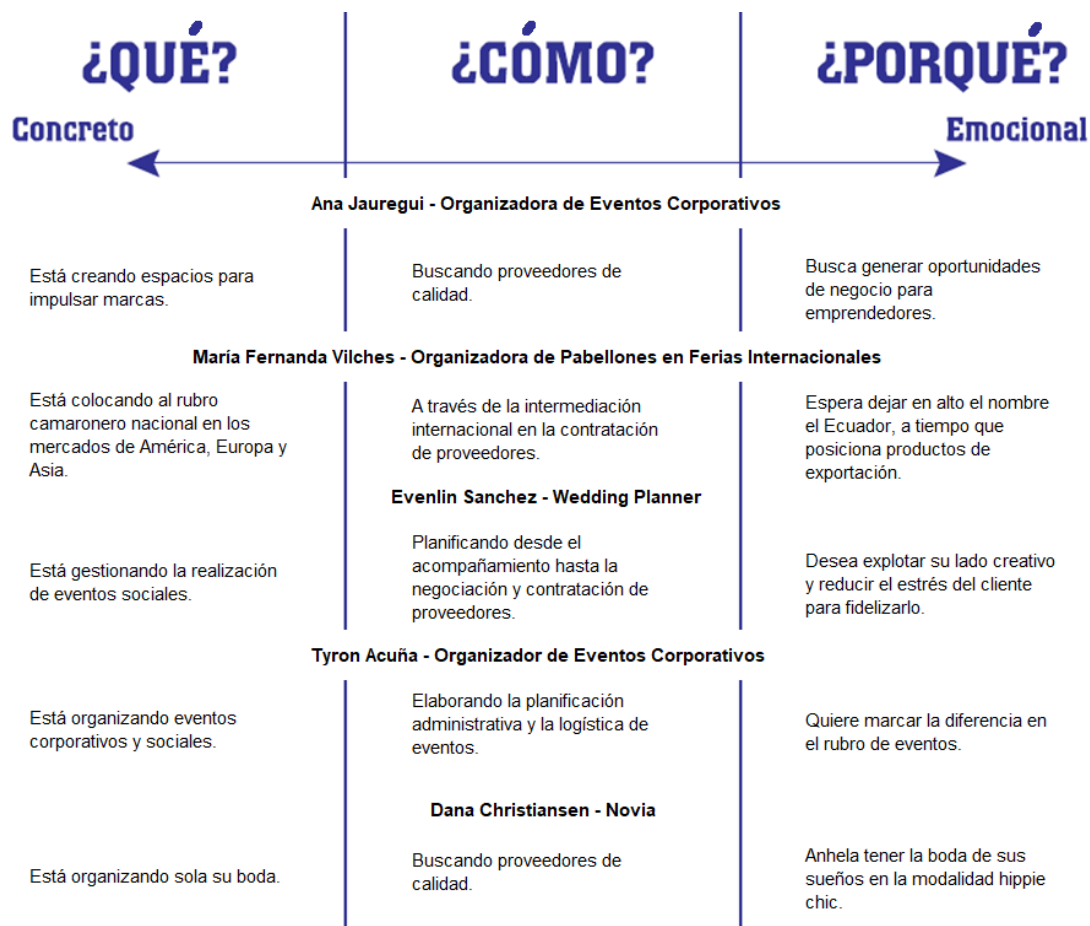 ¿QUÉ?
¿CÓMO?
¿PORQUÉ?
Concreto
Emocional
Ana Jauregui - Organizadora de Eventos Corporativos
Está creando espacios para
impulsar marcas.
Buscando proveedores de
calidad.
Busca generar oportunidades
de negocio para
emprendedores.
María Fernanda Vilches - Organizadora de Pabellones en Ferias Internacionales
Está colocando al rubro
camaronero nacional en los
mercados de América, Europa y
Asia.
A través de la intermediación
internacional en la contratación
de proveedores.
Espera dejar en alto el nombre
el Ecuador, a tiempo que
posiciona productos de
exportación.
Evenlin Sanchez - Wedding Planner
Está gestionando la realización
de eventos sociales.
Planificando desde el
acompañamiento hasta la
negociación y contratación de
proveedores.
Desea explotar su lado creativo
y reducir el estrés del cliente
para fidelizarlo.
Tyron Acuña - Organizador de Eventos Corporativos
Está organizando eventos
corporativos y sociales.
Elaborando la planificación
administrativa y la logística de
eventos.
Quiere marcar la diferencia en
el rubro de eventos.
Dana Christiansen - Novia
Está organizando sola su boda.
Buscando proveedores de
calidad.
Anhela tener la boda de sus
sueños en la modalidad hippie
chic.